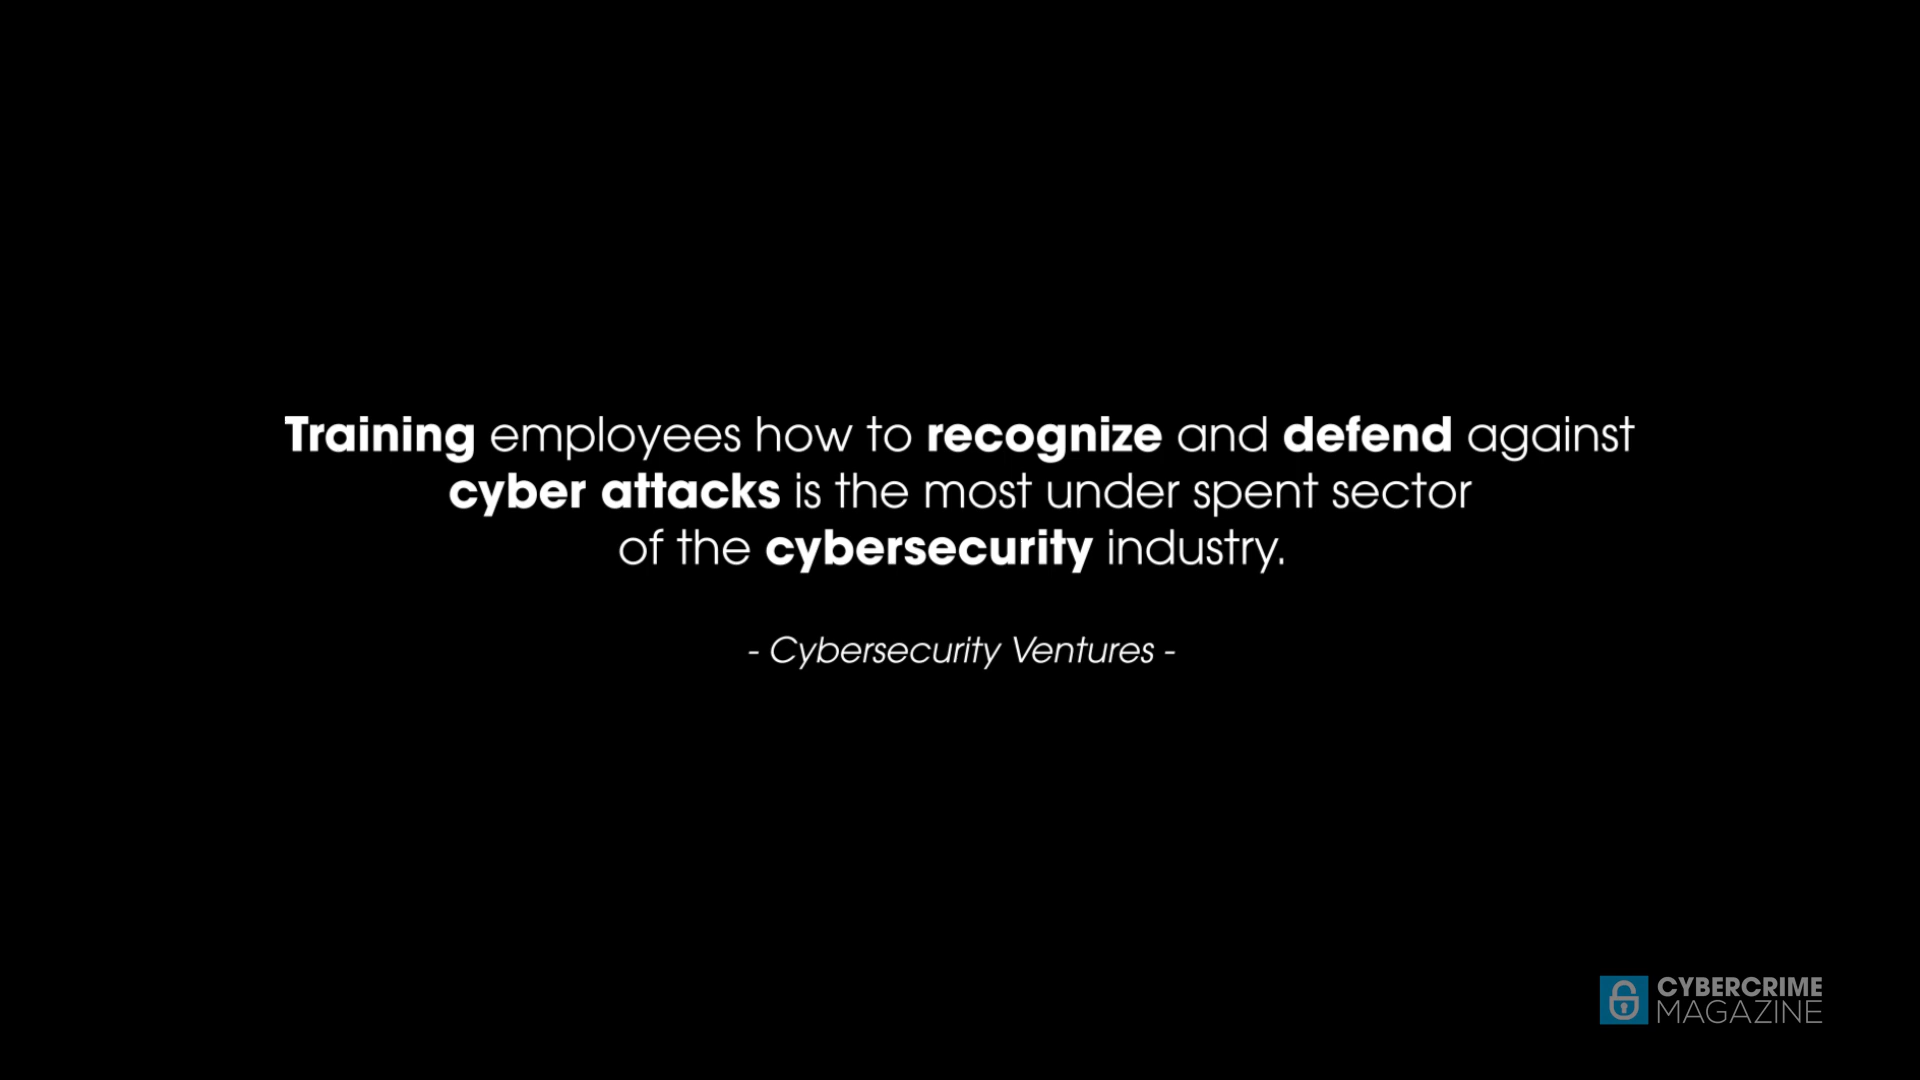 Training employees how to recognize and defend against
cyber attacks is the most under spent sector
of the cybersecurity industry.
- Cybersecurity Ventures -
CYBERCRIME
MAGAZINE